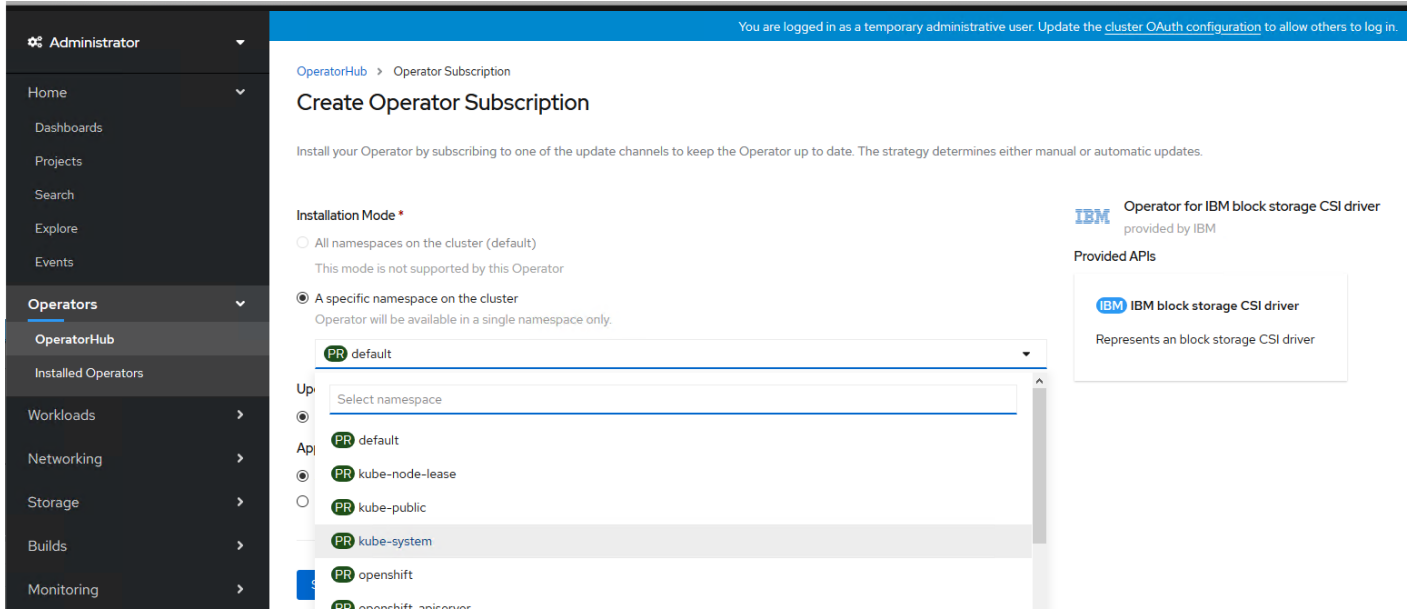 You are logged in as a temporary administrative user. Update the cluster OAuth configuration to allow others to log in.
Administrator
Home
Dashboards
Projects
Search
Explore
Events
Operators
OperatorHub
Installed Operators
Workloads
Networking
Storage
Builds
Monitoring
OperatorHub > Operator Subscription
Create Operator Subscription
Install your Operator by subscribing to one of the update channels to keep the Operator up to date. The strategy determines either manual or automatic updates.
Installation Mode *
All namespaces on the cluster (default)
This mode is not supported by this Operator
A specific namespace on the cluster
Operator will be available in a single namespace only.
PR default
Select namespace
PR default
PR kube-node-lease
PR kube-public
PR kube-system
PR openshift
PR openshift-apiserver
IBM
Operator for IBM block storage CSI driver
provided by IBM
Provided APIs
IBM IBM block storage CSI driver
Represents an block storage CSI driver